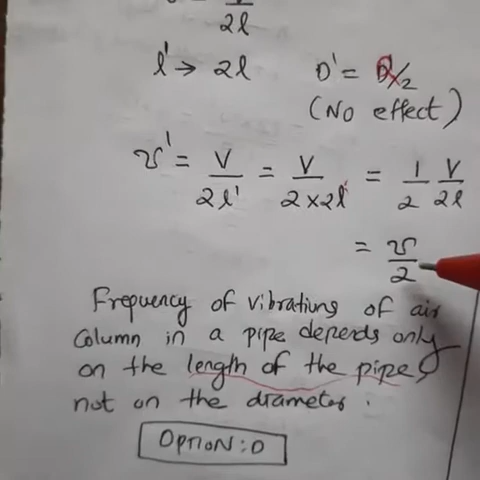 ν = V/2l
l' → 2l D' = D/2
(No effect)
ν' = V/2l' = V/2×2l = 1/2 V/2l
= ν/2
Frequency of vibrations of air
column in a pipe depends only
on the length of the pipe,
not on the diameter.
OPTION:D